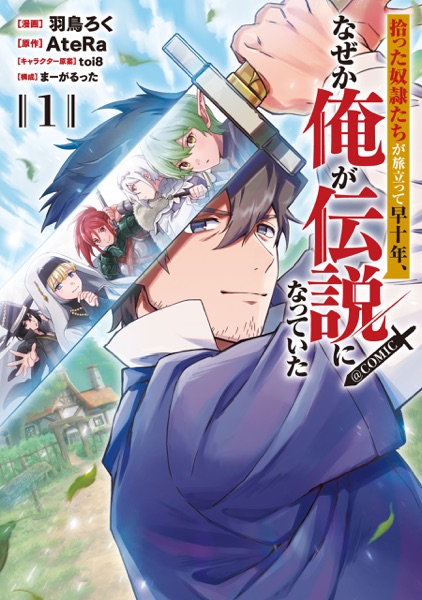 拾った奴隷たちが旅立って早十年、
なぜか俺が伝説に
なっていた
@COMIC
【漫画】羽鳥ろく
【原作】AteRa
【キャラクター原案】toi8
【構成】まーがるった
1